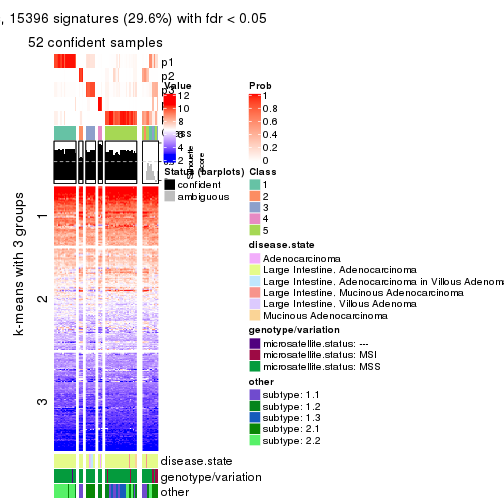 , 15396 signatures (29.6%) with fdr < 0.05
52 confident samples
p1
p2
p3
Value
12
10
8
6
4
2
Silhouette
score
Status (barplots)
confident
ambiguous
Prob
1
0.8
0.6
0.4
0.2
0
Class
1
2
3
4
5
disease.state
Adenocarcinoma
Large Intestine. Adenocarcinoma
Large Intestine. Adenocarcinoma in Villous Adenoma
Large Intestine. Mucinous Adenocarcinoma
Large Intestine. Villous Adenoma
Mucinous Adenocarcinoma
genotype/variation
microsatellite.status: ---
microsatellite.status: MSI
microsatellite.status: MSS
other
subtype: 1.1
subtype: 1.2
subtype: 1.3
subtype: 2.1
subtype: 2.2
k-means with 3 groups
1
2
3
disease.state
genotype/variation
other